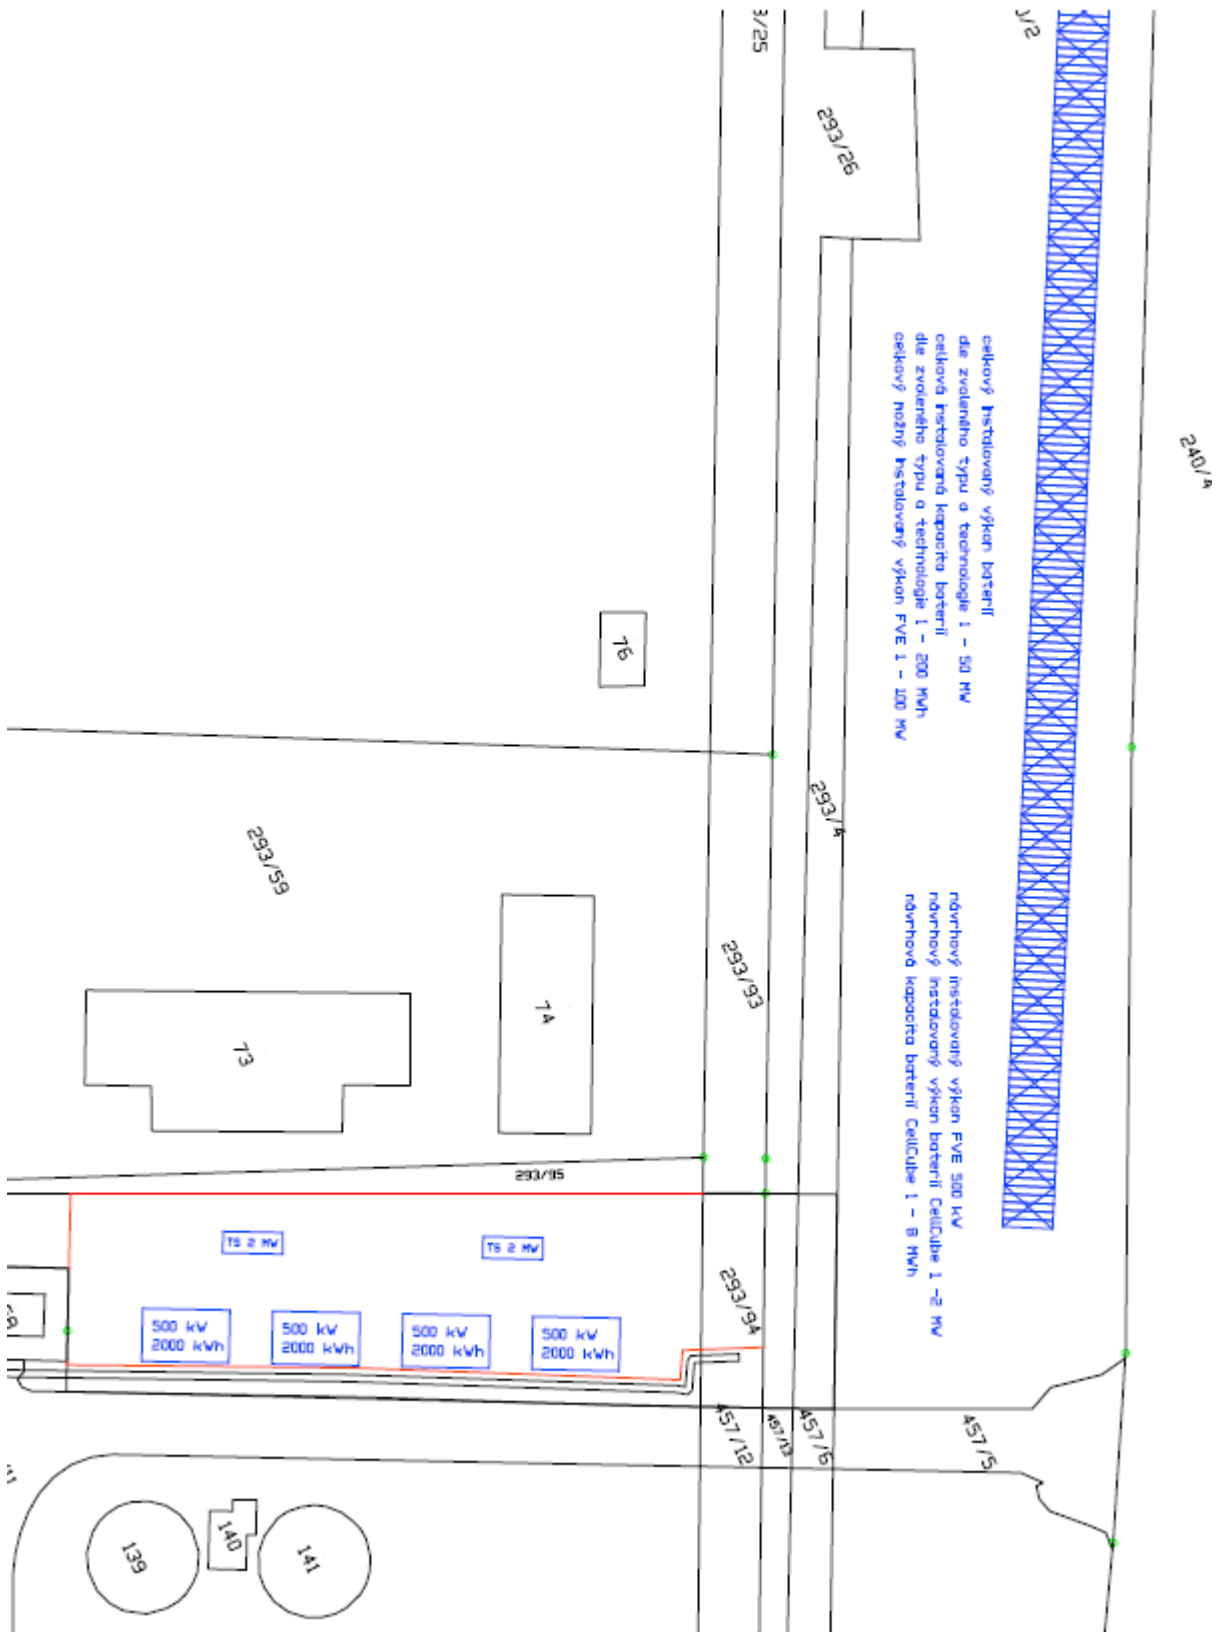 3/25
0/2
293/26
240/4
celkový instalovaný výkon baterií
dle zvoleného typu a technologie 1 - 50 MW
celková instalovaná kapacita baterií
dle zvoleného typu a technologie 1 - 200 MWh
celkový možný instalovaný výkon FVE 1 - 100 MW
76
293/4
293/59
návrhový instalovaný výkon FVE 500 kW
návrhový instalovaný výkon baterií CellCube 1 -2 MW
návrhová kapacita baterií CellCube 1 - 8 MWh
293/93
74
73
293/95
TS 2 MW
TS 2 MW
293/94
500 kW
2000 kWh
500 kW
2000 kWh
500 kW
2000 kWh
500 kW
2000 kWh
457/12
457/13
457/6
457/5
139
140
141